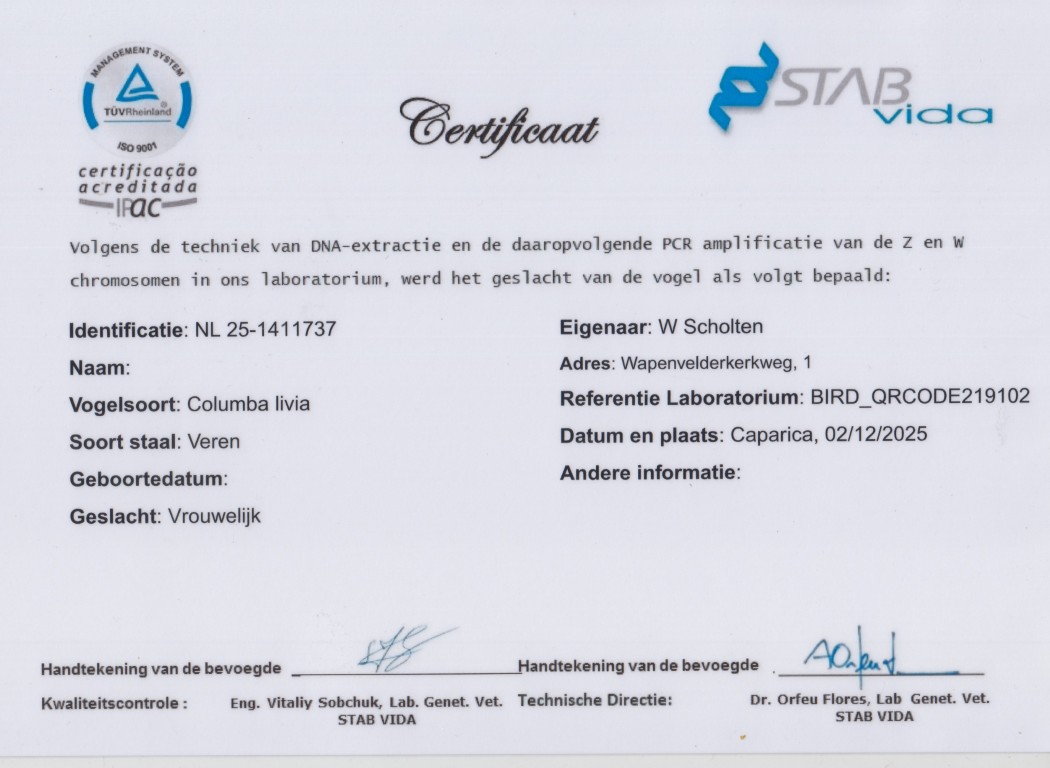 MANAGEMENT SYSTEM
TÜVRheinland®
ISO 9001
certificação
acreditada
IPAC
Certificaat
STAB
vida
Volgens de techniek van DNA-extractie en de daaropvolgende PCR amplificatie van de Z en W
chromosomen in ons laboratorium, werd het geslacht van de vogel als volgt bepaald:
Identificatie: NL 25-1411737
Naam:
Vogelsoort: Columba livia
Soort staal: Veren
Geboortedatum:
Geslacht: Vrouwelijk
Eigenaar: W Scholten
Adres: Wapenvelderkerkweg, 1
Referentie Laboratorium: BIRD_QRCODE219102
Datum en plaats: Caparica, 02/12/2025
Andere informatie:
Handtekening van de bevoegde
Kwaliteitscontrole :
Eng. Vitaliy Sobchuk, Lab. Genet. Vet.
STAB VIDA
Handtekening van de bevoegde
Technische Directie:
Dr. Orfeu Flores, Lab Genet. Vet.
STAB VIDA